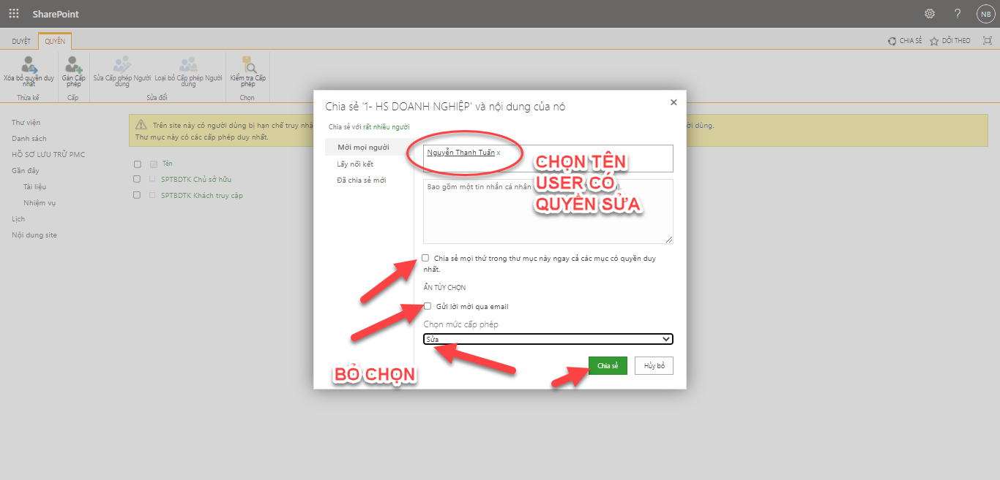 SharePoint
?
NB
DUYỆT
QUYỀN
CHIA SẺ
DÕI THEO
Xóa bỏ quyền duy
nhất
Gán Cấp
phép
Sửa Cấp phép Người
dùng
Loại bỏ Cấp phép Người
dùng
Kiểm tra Cấp
phép
Thừa kế
Cấp
Sửa đổi
Chọn
Thư viện
Danh sách
HỒ SƠ LƯU TRỮ PMC
Gần đây
Tài liệu
Nhiệm vụ
Lịch
Nội dung site
Trên site này có người dùng bị hạn chế truy
ời dùng.
Thư mục này có các cấp phép duy nhất.
Tên
SPTBDTK Chủ sở hữu
SPTBDTK Khách truy cập
Chia sẻ '1- HS DOANH NGHIỆP' và nội dung của nó
Chia sẻ với rất nhiều người
Mời mọi người
Lấy nối kết
Đã chia sẻ mới
Nguyễn Thanh Tuấn x
Bao gồm một tin nhắn cá nhân
CHỌN TÊN
USER CÓ
QUYỀN SỬA
Chia sẻ mọi thứ trong thư mục này ngay cả các mục có quyền duy
nhất.
ẨN TÙY CHỌN
Gửi lời mời qua email
Chọn mức cấp phép
Sửa
BỎ CHỌN
Chia sẻ
Hủy bỏ